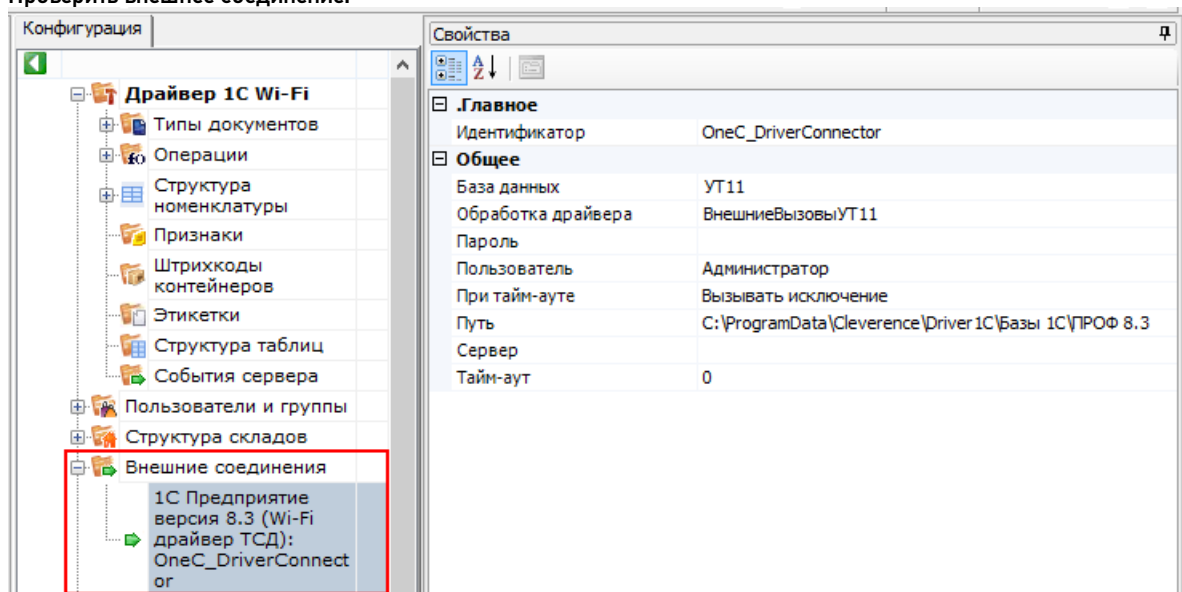 Проверить внешнее соединение.
Конфигурация
Свойства
Драйвер 1С Wi-Fi
Типы документов
Операции
Структура
номенклатуры
Признаки
Штрихкоды
контейнеров
Этикетки
Структура таблиц
События сервера
Пользователи и группы
Структура складов
Внешние соединения
1С Предприятие
версия 8.3 (Wi-Fi
драйвер ТСД):
OneC_DriverConnect
or
.Главное
Идентификатор OneC_DriverConnector
Общее
База данных УТ11
Обработка драйвера ВнешниеВызовыУТ11
Пароль
Пользователь Администратор
При тайм-ауте Вызывать исключение
Путь C:\ProgramData\Cleverence\Driver1C\Базы 1С\ПРОФ 8.3
Сервер
Тайм-аут 0